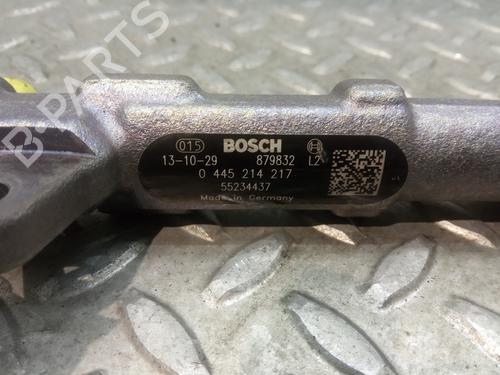 B-PARTS
015 BOSCH
13-10-29 879832 L2
0 445 214 217
55234437
Made in Germany